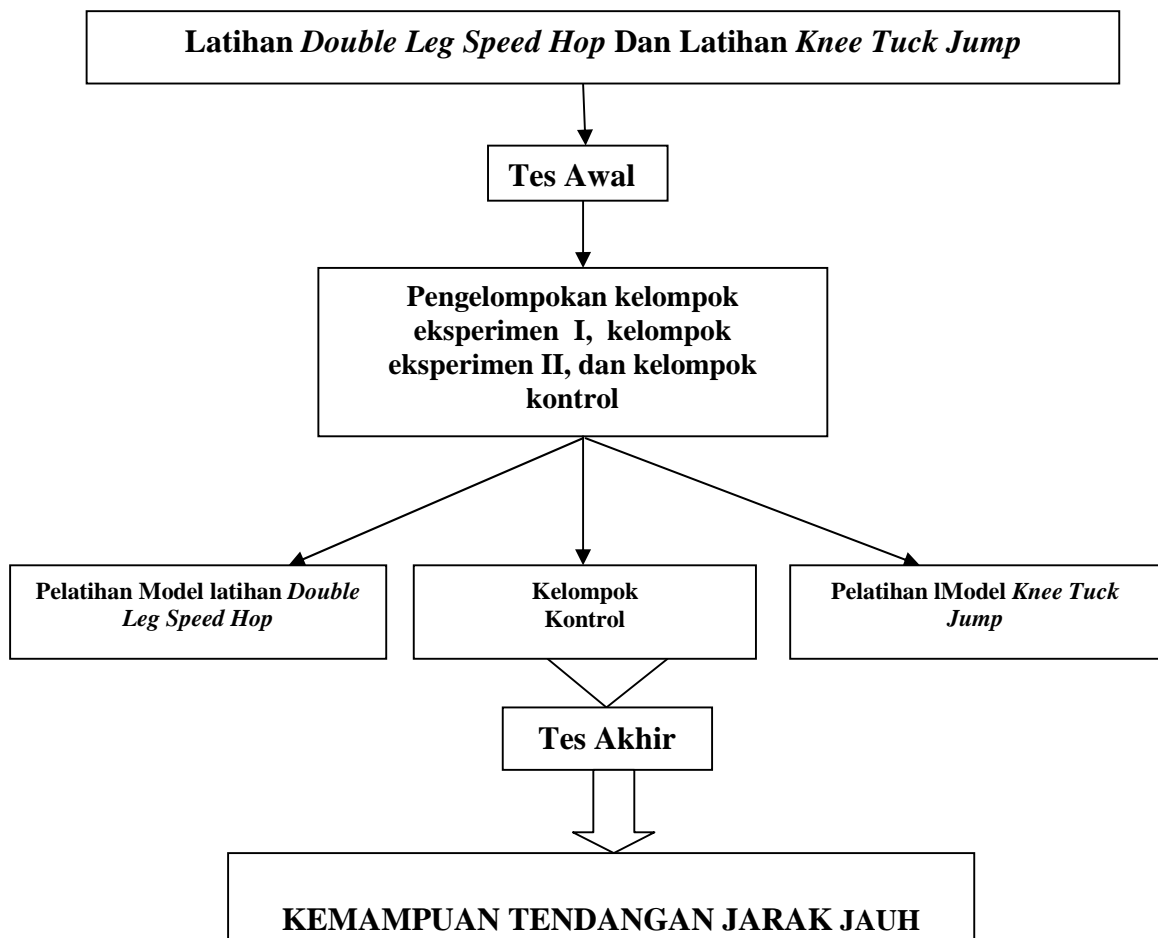 Latihan Double Leg Speed Hop Dan Latihan Knee Tuck Jump
Tes Awal
Pengelompokan kelompok
eksperimen I, kelompok
eksperimen II, dan kelompok
kontrol
Pelatihan Model latihan Double
Leg Speed Hop
Kelompok
Kontrol
Pelatihan lModel Knee Tuck
Jump
Tes Akhir
KEMAMPUAN TENDANGAN JARAK JAUH